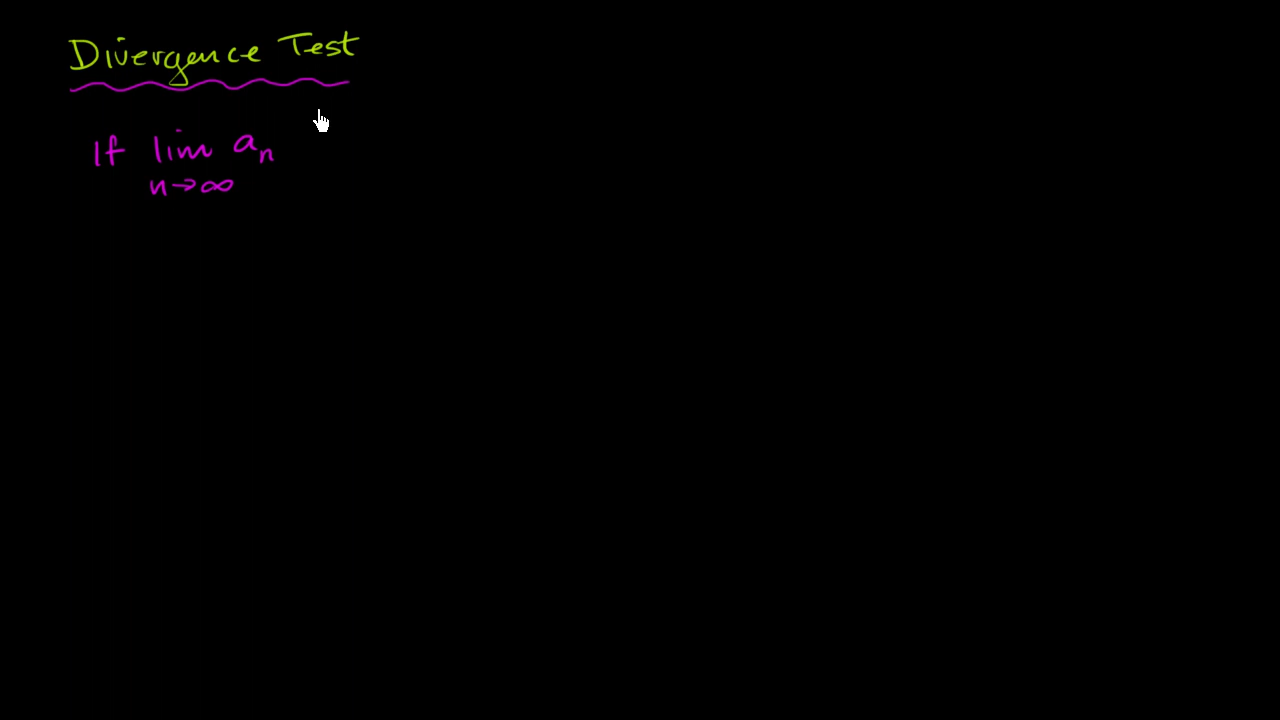 Divergence Test
If lim aₙ
n→∞